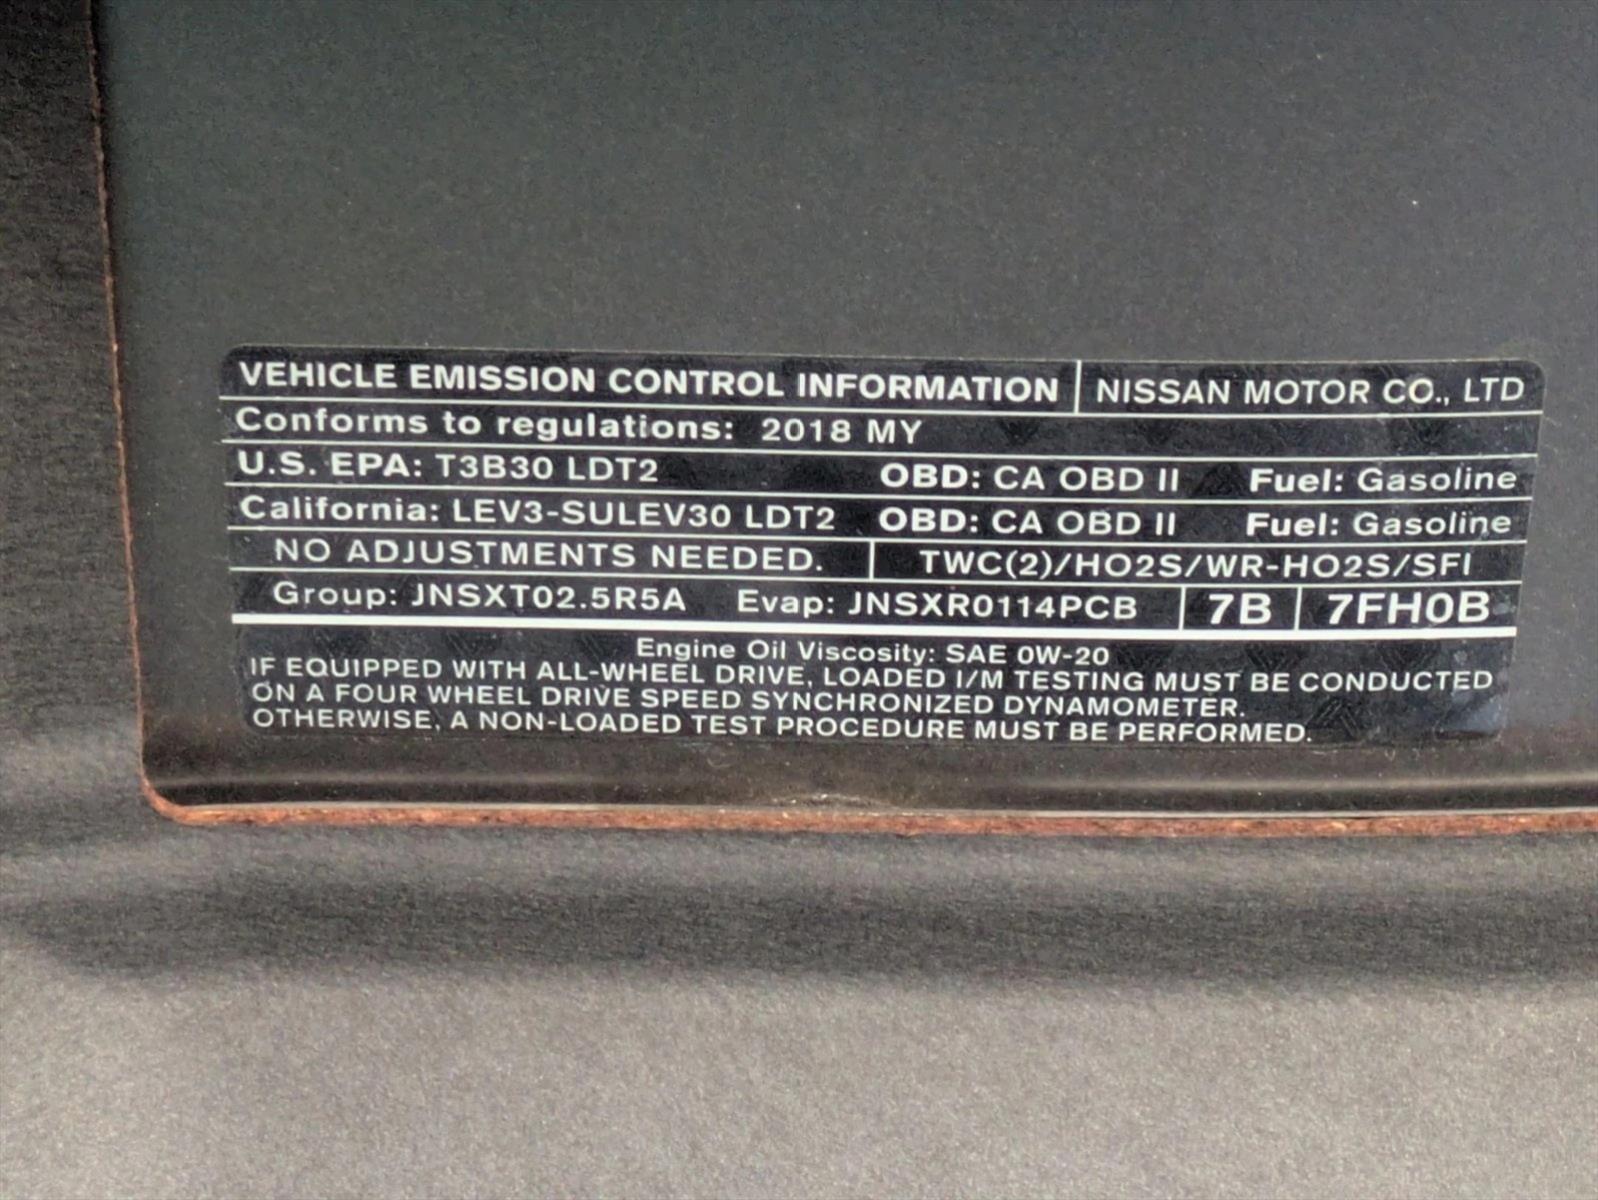 VEHICLE EMISSION CONTROL INFORMATION NISSAN MOTOR CO., LTD
Conforms to regulations: 2018 MY
U.S. EPA: T3B30 LDT2 OBD: CA OBD II Fuel: Gasoline
California: LEV3-SULEV30 LDT2 OBD: CA OBD II Fuel: Gasoline
NO ADJUSTMENTS NEEDED. TWC(2)/HO2S/WR-HO2S/SFI
Group: JNSXT02.5R5A Evap: JNSXR0114PCB 7B 7FH0B
Engine Oil Viscosity: SAE 0W-20
IF EQUIPPED WITH ALL-WHEEL DRIVE, LOADED I/M TESTING MUST BE CONDUCTED
ON A FOUR WHEEL DRIVE SPEED SYNCHRONIZED DYNAMOMETER.
OTHERWISE, A NON-LOADED TEST PROCEDURE MUST BE PERFORMED.